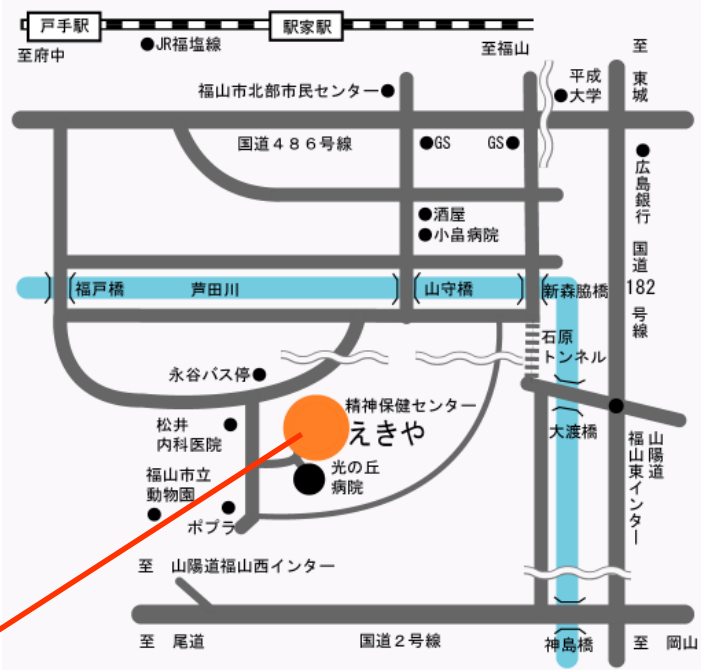 戸手駅
駅家駅
至府中
JR福塩線
至福山
至
東
城
平成
大学
福山市北部市民センター
国道486号線
GS
GS
広島銀行
酒屋
小畠病院
国道
182
号線
福戸橋
芦田川
山守橋
新森脇橋
石原
トンネル
永谷バス停
精神保健センター
えきや
松井
内科医院
大渡橋
山陽道
福山東インター
光の丘
病院
福山市立
動物園
ポプラ
至 山陽道福山西インター
至 尾道
国道2号線
神島橋
至 岡山